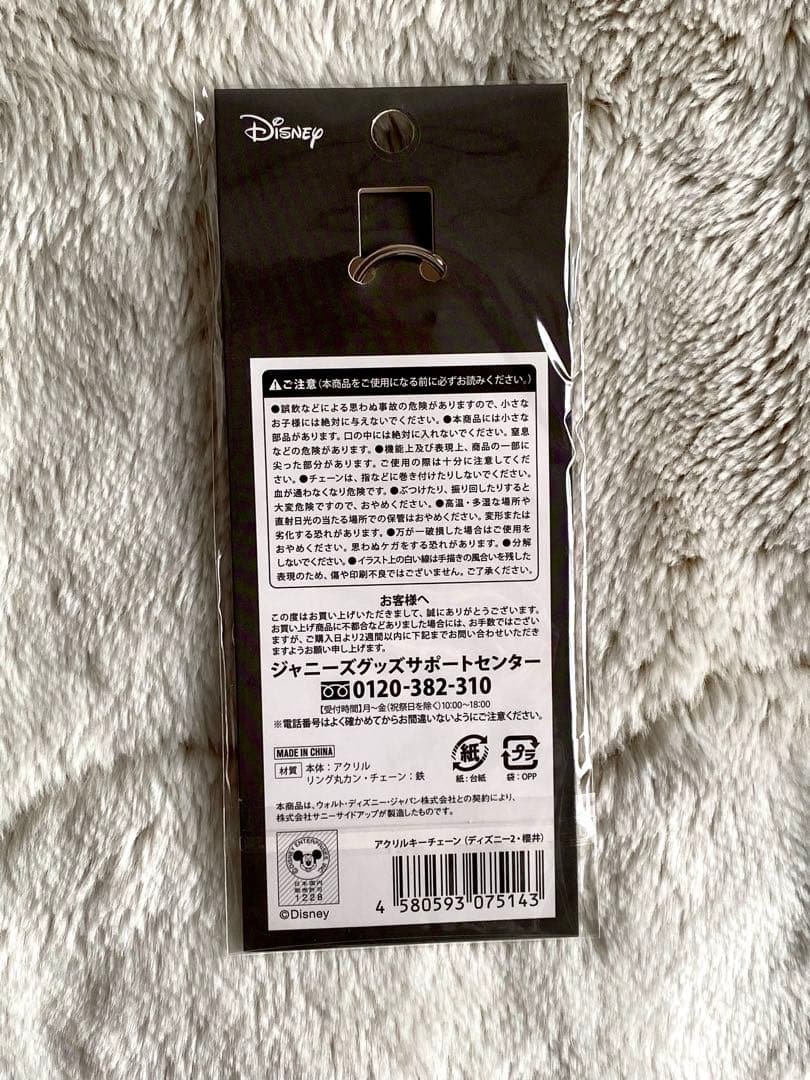 Disney
⚠ご注意(本商品をご使用になる前に必ずお読みください。)
●誤飲などによる思わぬ事故の危険がありますので、小さな
お子様には絶対に与えないでください。●本商品には小さな
部品があります。口の中には絶対に入れないでください。窒息
などの危険があります。●機能上及び表現上、商品の一部に
尖った部分があります。ご使用の際は十分に注意してくだ
さい。●チェーンは、指などに巻き付けたりしないでください。
血が通わなくなり危険です。●ぶつけたり、振り回したりすると
大変危険ですので、おやめください。●高温・多湿な場所や
直射日光の当たる場所での保管はおやめください。変形または
劣化する恐れがあります。●万が一破損した場合はご使用を
おやめください。思わぬケガをする恐れがあります。●分解
しないでください。●イラスト上の白い線は手描きの風合いを残した
表現のため、傷や印刷不良ではございません。ご了承ください。
お客様へ
この度はお買い上げいただきまして、誠にありがとうございます。
お買い上げ商品に不都合などありました場合には、お手数ではござい
ますが、ご購入日より2週間以内に下記までお問い合わせいただき
ますようお願い申し上げます。
ジャニーズグッズサポートセンター
0120-382-310
【受付時間】月〜金(祝祭日を除く)10:00〜18:00
※電話番号はよく確かめてからお間違いないようにご注意ください。
MADE IN CHINA
材質 本体:アクリル
リング丸カン・チェーン:鉄
紙
紙:台紙
プラ
袋:OPP
本商品は、ウォルト・ディズニー・ジャパン株式会社との契約により、
株式会社サニーサイドアップが製造したものです。
アクリルキーチェーン(ディズニー2・櫻井)
DISNEY ENTERPRISES, INC.
日本国内
販売許可
1228
©Disney
4 580593 075143